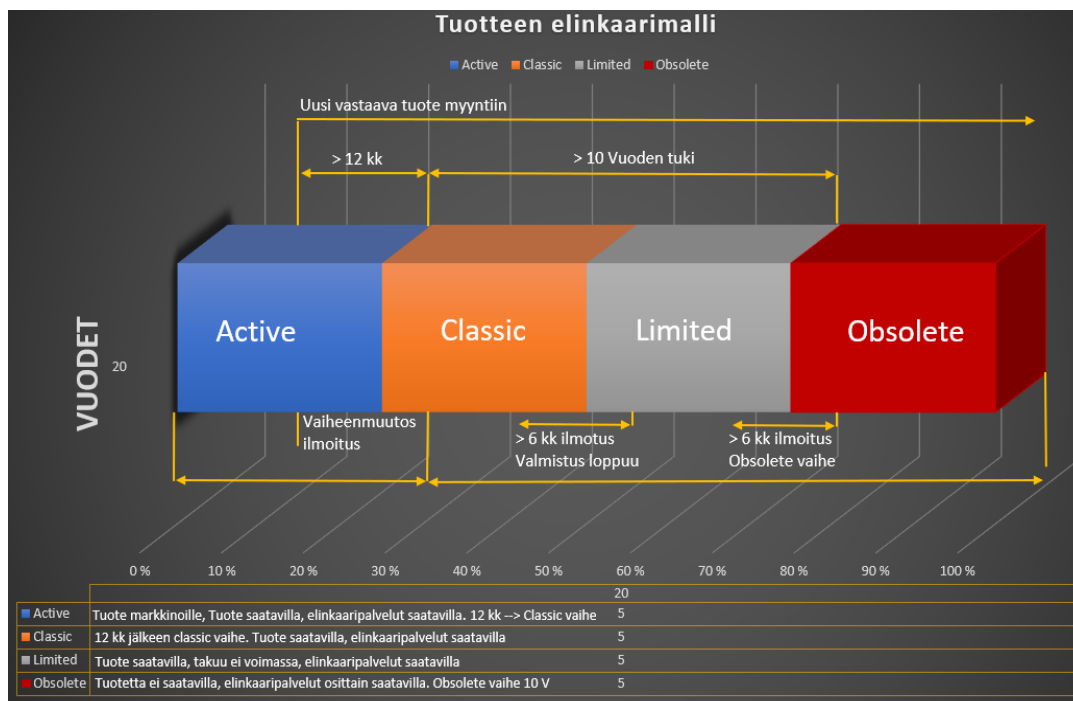 Tuotteen elinkaarimalli
Active Classic Limited Obsolete
Uusi vastaava tuote myyntiin
> 12 kk
> 10 Vuoden tuki
Active
Classic
Limited
Obsolete
VUODET
20
Vaiheenmuutos
ilmoitus
> 6 kk ilmotus
Valmistus loppuu
> 6 kk ilmoitus
Obsolete vaihe
0 % 10 % 20 % 30 % 40 % 50 % 60 % 70 % 80 % 90 % 100 %
20
Active Tuote markkinoille, Tuote saatavilla, elinkaaripalvelut saatavilla. 12 kk --> Classic vaihe 5
Classic 12 kk jälkeen classic vaihe. Tuote saatavilla, elinkaaripalvelut saatavilla 5
Limited Tuote saatavilla, takuu ei voimassa, elinkaaripalvelut saatavilla 5
Obsolete Tuotetta ei saatavilla, elinkaaripalvelut osittain saatavilla. Obsolete vaihe 10 V 5